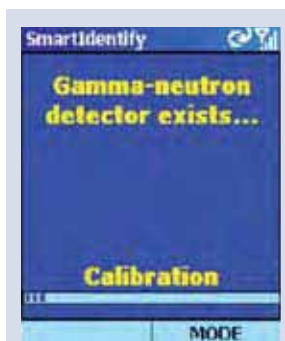 SmartIdentify
Gamma-neutron
detector exists...
Calibration
MODE